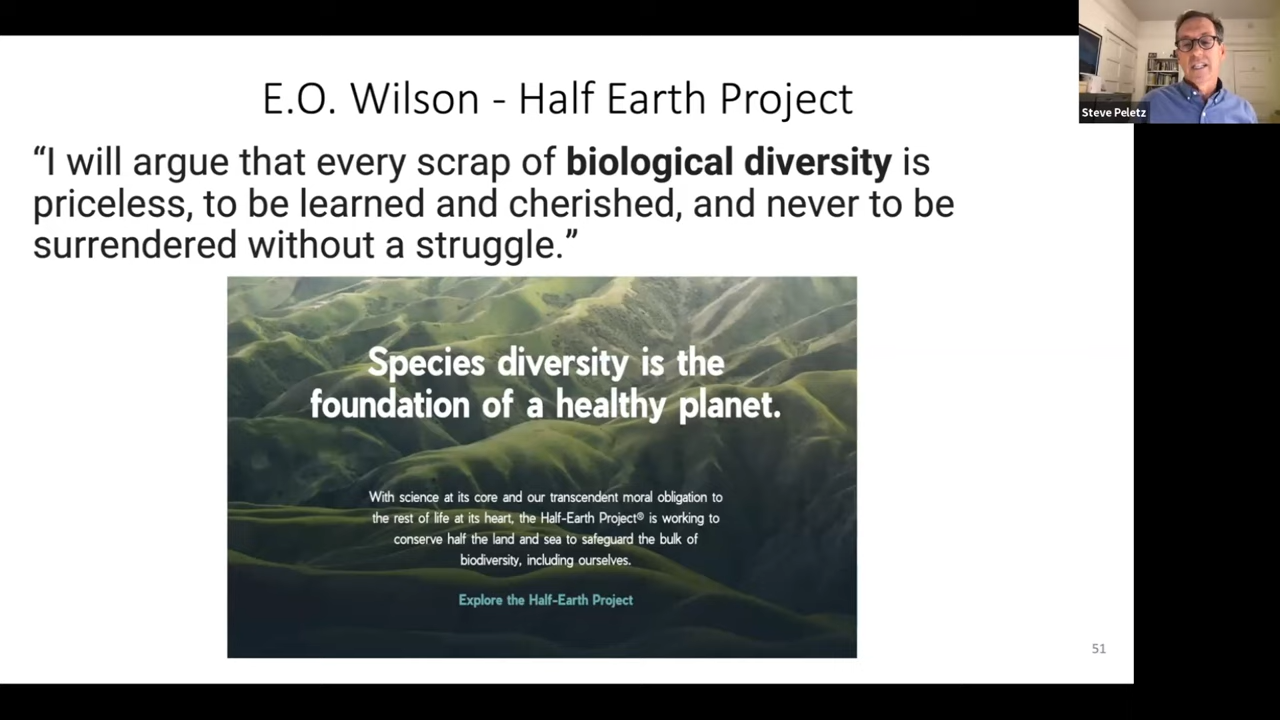 E.O. Wilson - Half Earth Project
“I will argue that every scrap of biological diversity is
priceless, to be learned and cherished, and never to be
surrendered without a struggle.”
Species diversity is the
foundation of a healthy planet.
With science at its core and our transcendent moral obligation to
the rest of life at its heart, the Half-Earth Project® is working to
conserve half the land and sea to safeguard the bulk of
biodiversity, including ourselves.
Explore the Half-Earth Project
51
Steve Peletz